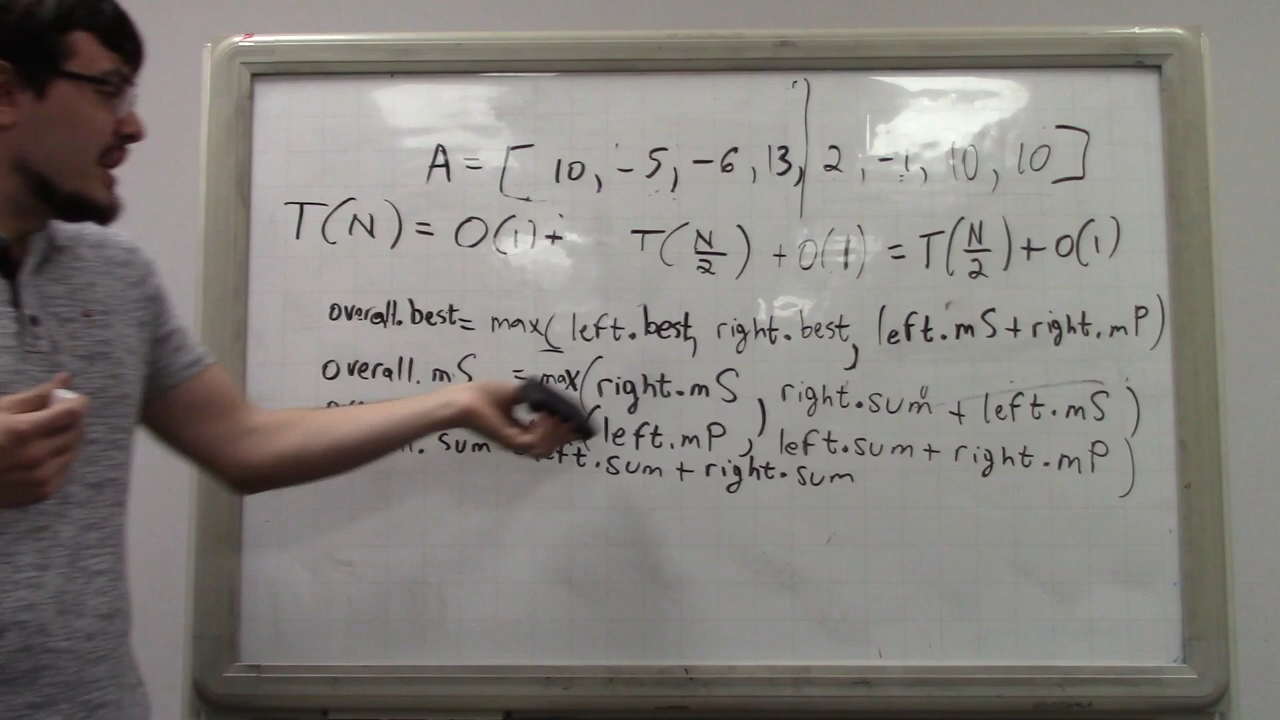 A = [ 10, -5, -6, 13, 2, -1, 10, 10 ]
T(N) = O(1) + T(N/2) + O(1) = T(N/2) + O(1)
overall.best = max( left.best, right.best, left.mS + right.mP )
overall.mS = max( right.mS , right.sum + left.mS )
( left.mP , left.sum + right.mP )
. sum left.sum + right.sum